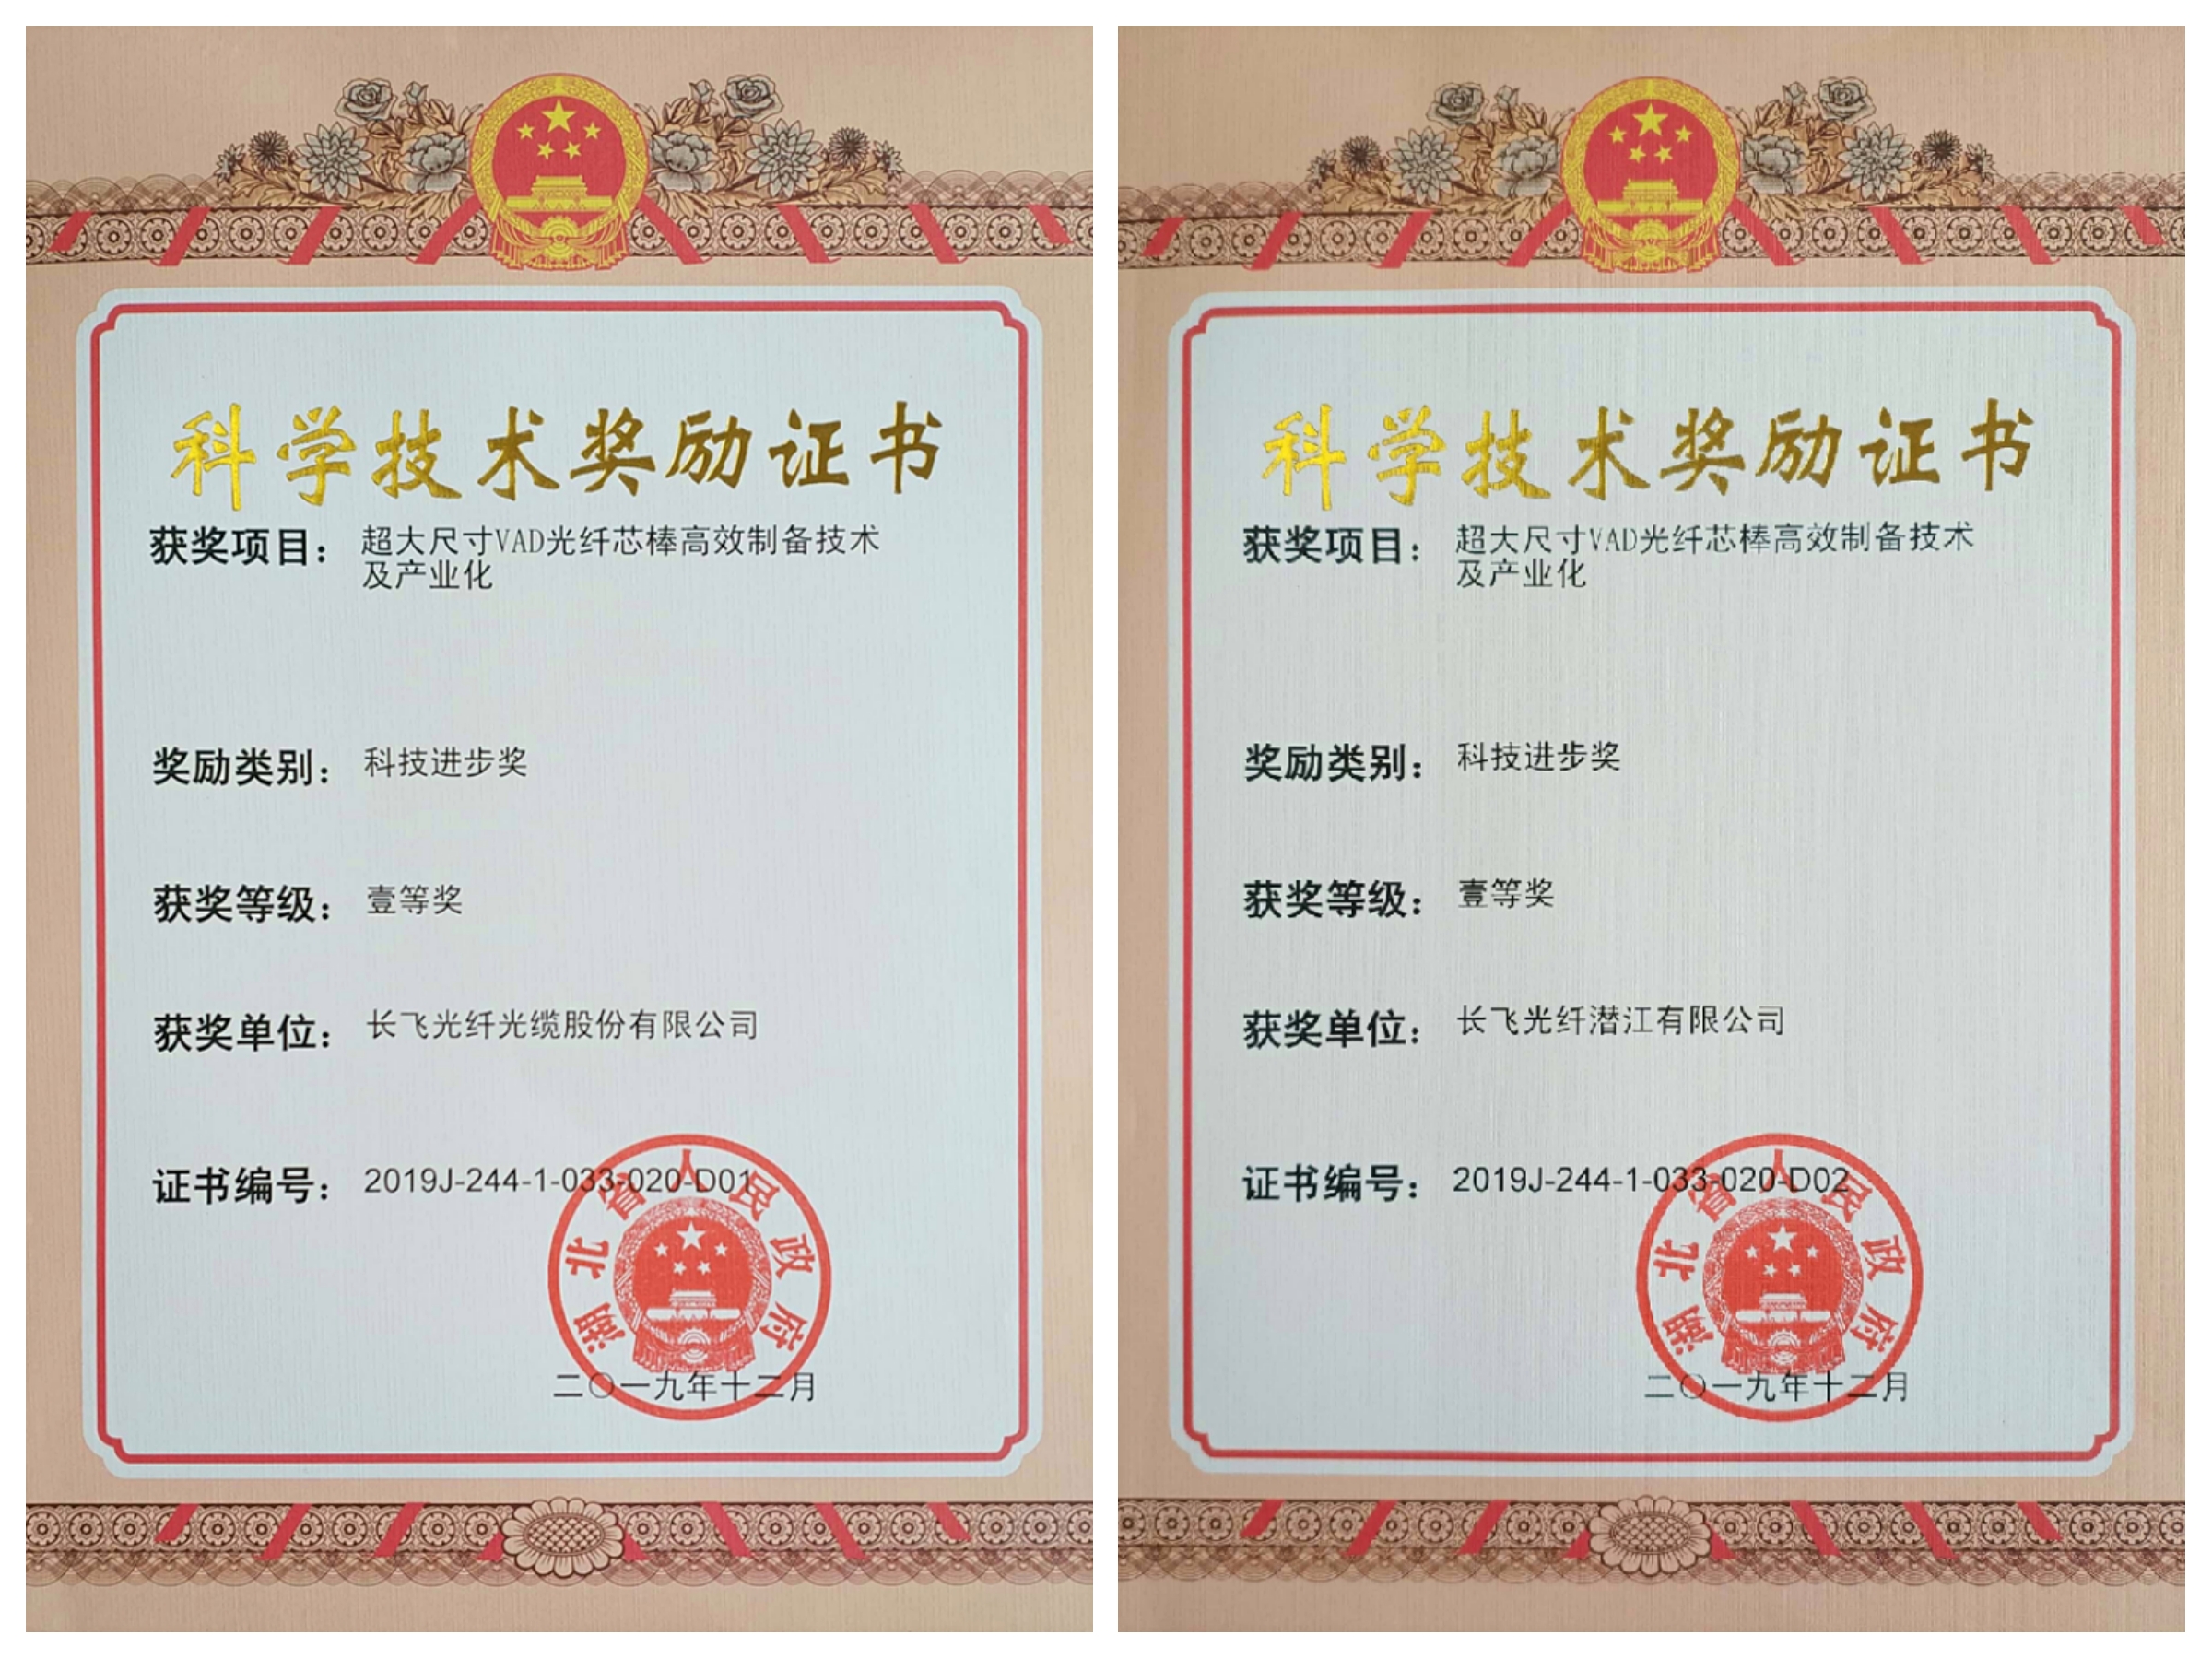 科学技术奖励证书
获奖项目：超大尺寸VAD光纤芯棒高效制备技术
及产业化
奖励类别：科技进步奖
获奖等级：壹等奖
获奖单位：长飞光纤光缆股份有限公司
证书编号：2019J-244-1-033-020-D01
湖北省人民政府
二〇一九年十二月
科学技术奖励证书
获奖项目：超大尺寸VAD光纤芯棒高效制备技术
及产业化
奖励类别：科技进步奖
获奖等级：壹等奖
获奖单位：长飞光纤潜江有限公司
证书编号：2019J-244-1-033-020-D02
湖北省人民政府
二〇一九年十二月